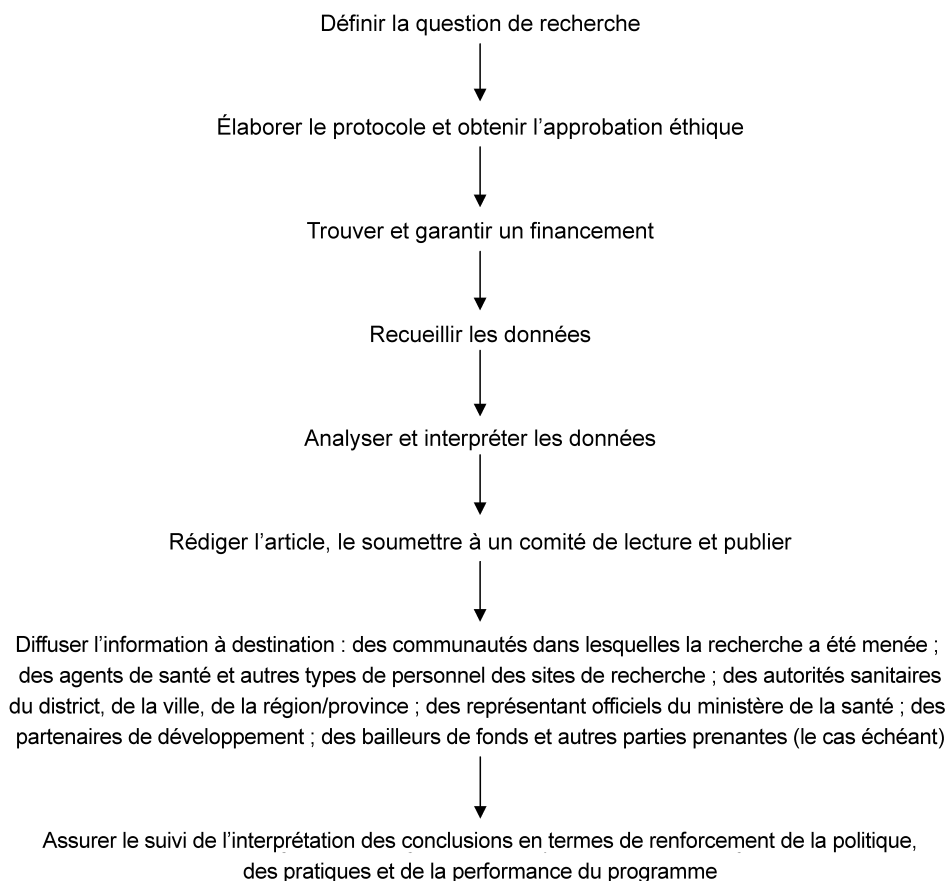 Définir la question de recherche
Élaborer le protocole et obtenir l’approbation éthique
Trouver et garantir un financement
Recueillir les données
Analyser et interpréter les données
Rédiger l’article, le soumettre à un comité de lecture et publier
Diffuser l’information à destination : des communautés dans lesquelles la recherche a été menée ;
des agents de santé et autres types de personnel des sites de recherche ; des autorités sanitaires
du district, de la ville, de la région/province ; des représentant officiels du ministère de la santé ; des
partenaires de développement ; des bailleurs de fonds et autres parties prenantes (le cas échéant)
Assurer le suivi de l’interprétation des conclusions en termes de renforcement de la politique,
des pratiques et de la performance du programme